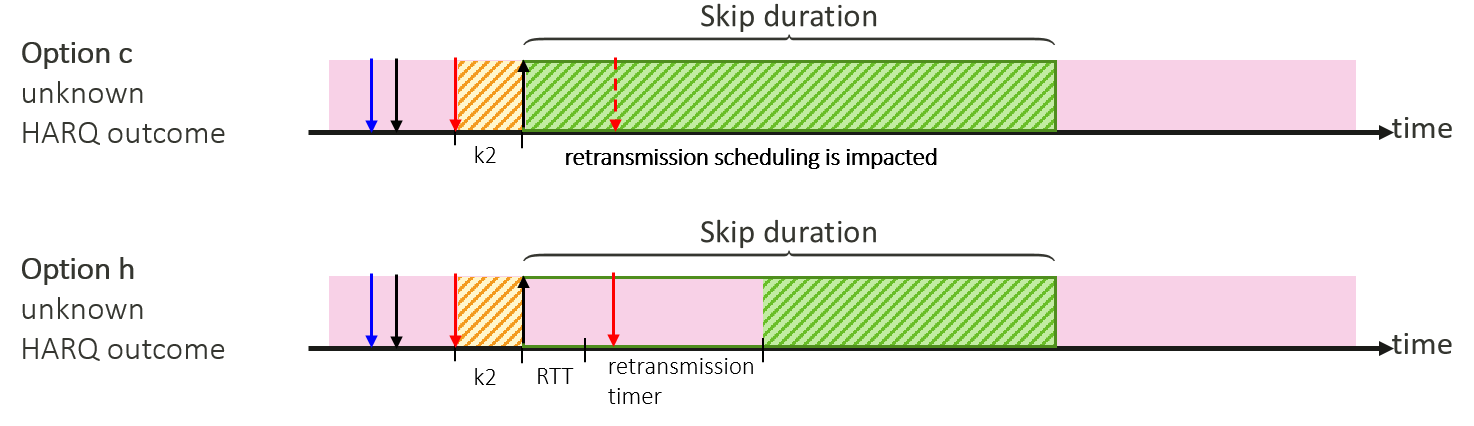 Skip duration
Option c
unknown
HARQ outcome
time
k2
retransmission scheduling is impacted
Skip duration
Option h
unknown
HARQ outcome
time
k2
RTT
retransmission
timer